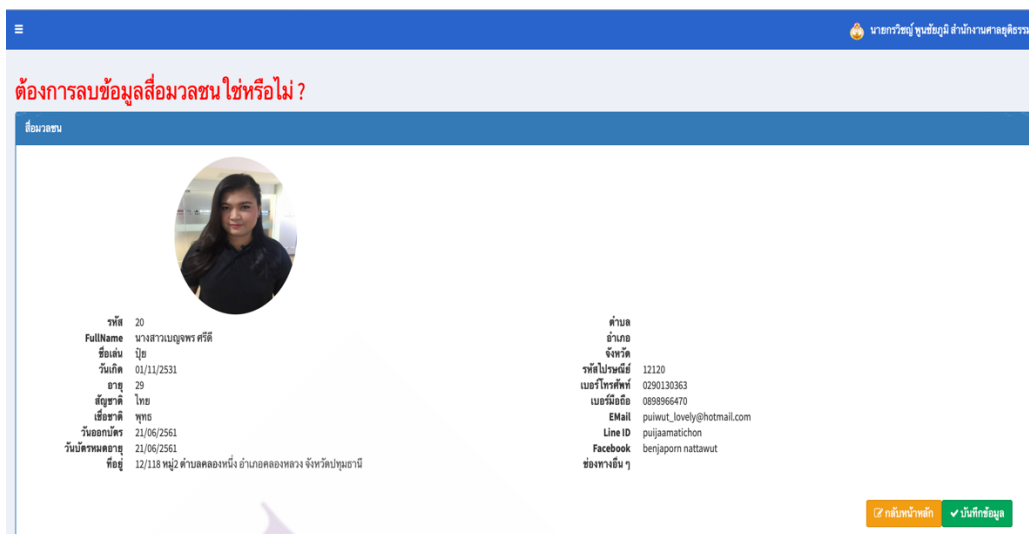 นายกรวิชญ์ พูนชัยภูมิ สำนักงานศาลยุติธรรม
ต้องการลบข้อมูลสื่อมวลชน ใช่หรือไม่ ?
สื่อมวลชน
รหัส 20
FullName นางสาวเบญจพร ศรีดี
ชื่อเล่น ปุ้ย
วันเกิด 01/11/2531
อายุ 29
สัญชาติ ไทย
เชื่อชาติ พุทธ
วันออกบัตร 21/06/2561
วันบัตรหมดอายุ 21/06/2561
ที่อยู่ 12/118 หมู่2 ตำบลคลองหนึ่ง อำเภอคลองหลวง จังหวัดปทุมธานี
ตำบล
อำเภอ
จังหวัด
รหัสไปรษณีย์ 12120
เบอร์โทรศัพท์ 0290130363
เบอร์มือถือ 0898966470
EMail puiwut_lovely@hotmail.com
Line ID puijaamatichon
Facebook benjaporn nattawut
ช่องทางอื่น ๆ
กลับหน้าหลัก บันทึกข้อมูล